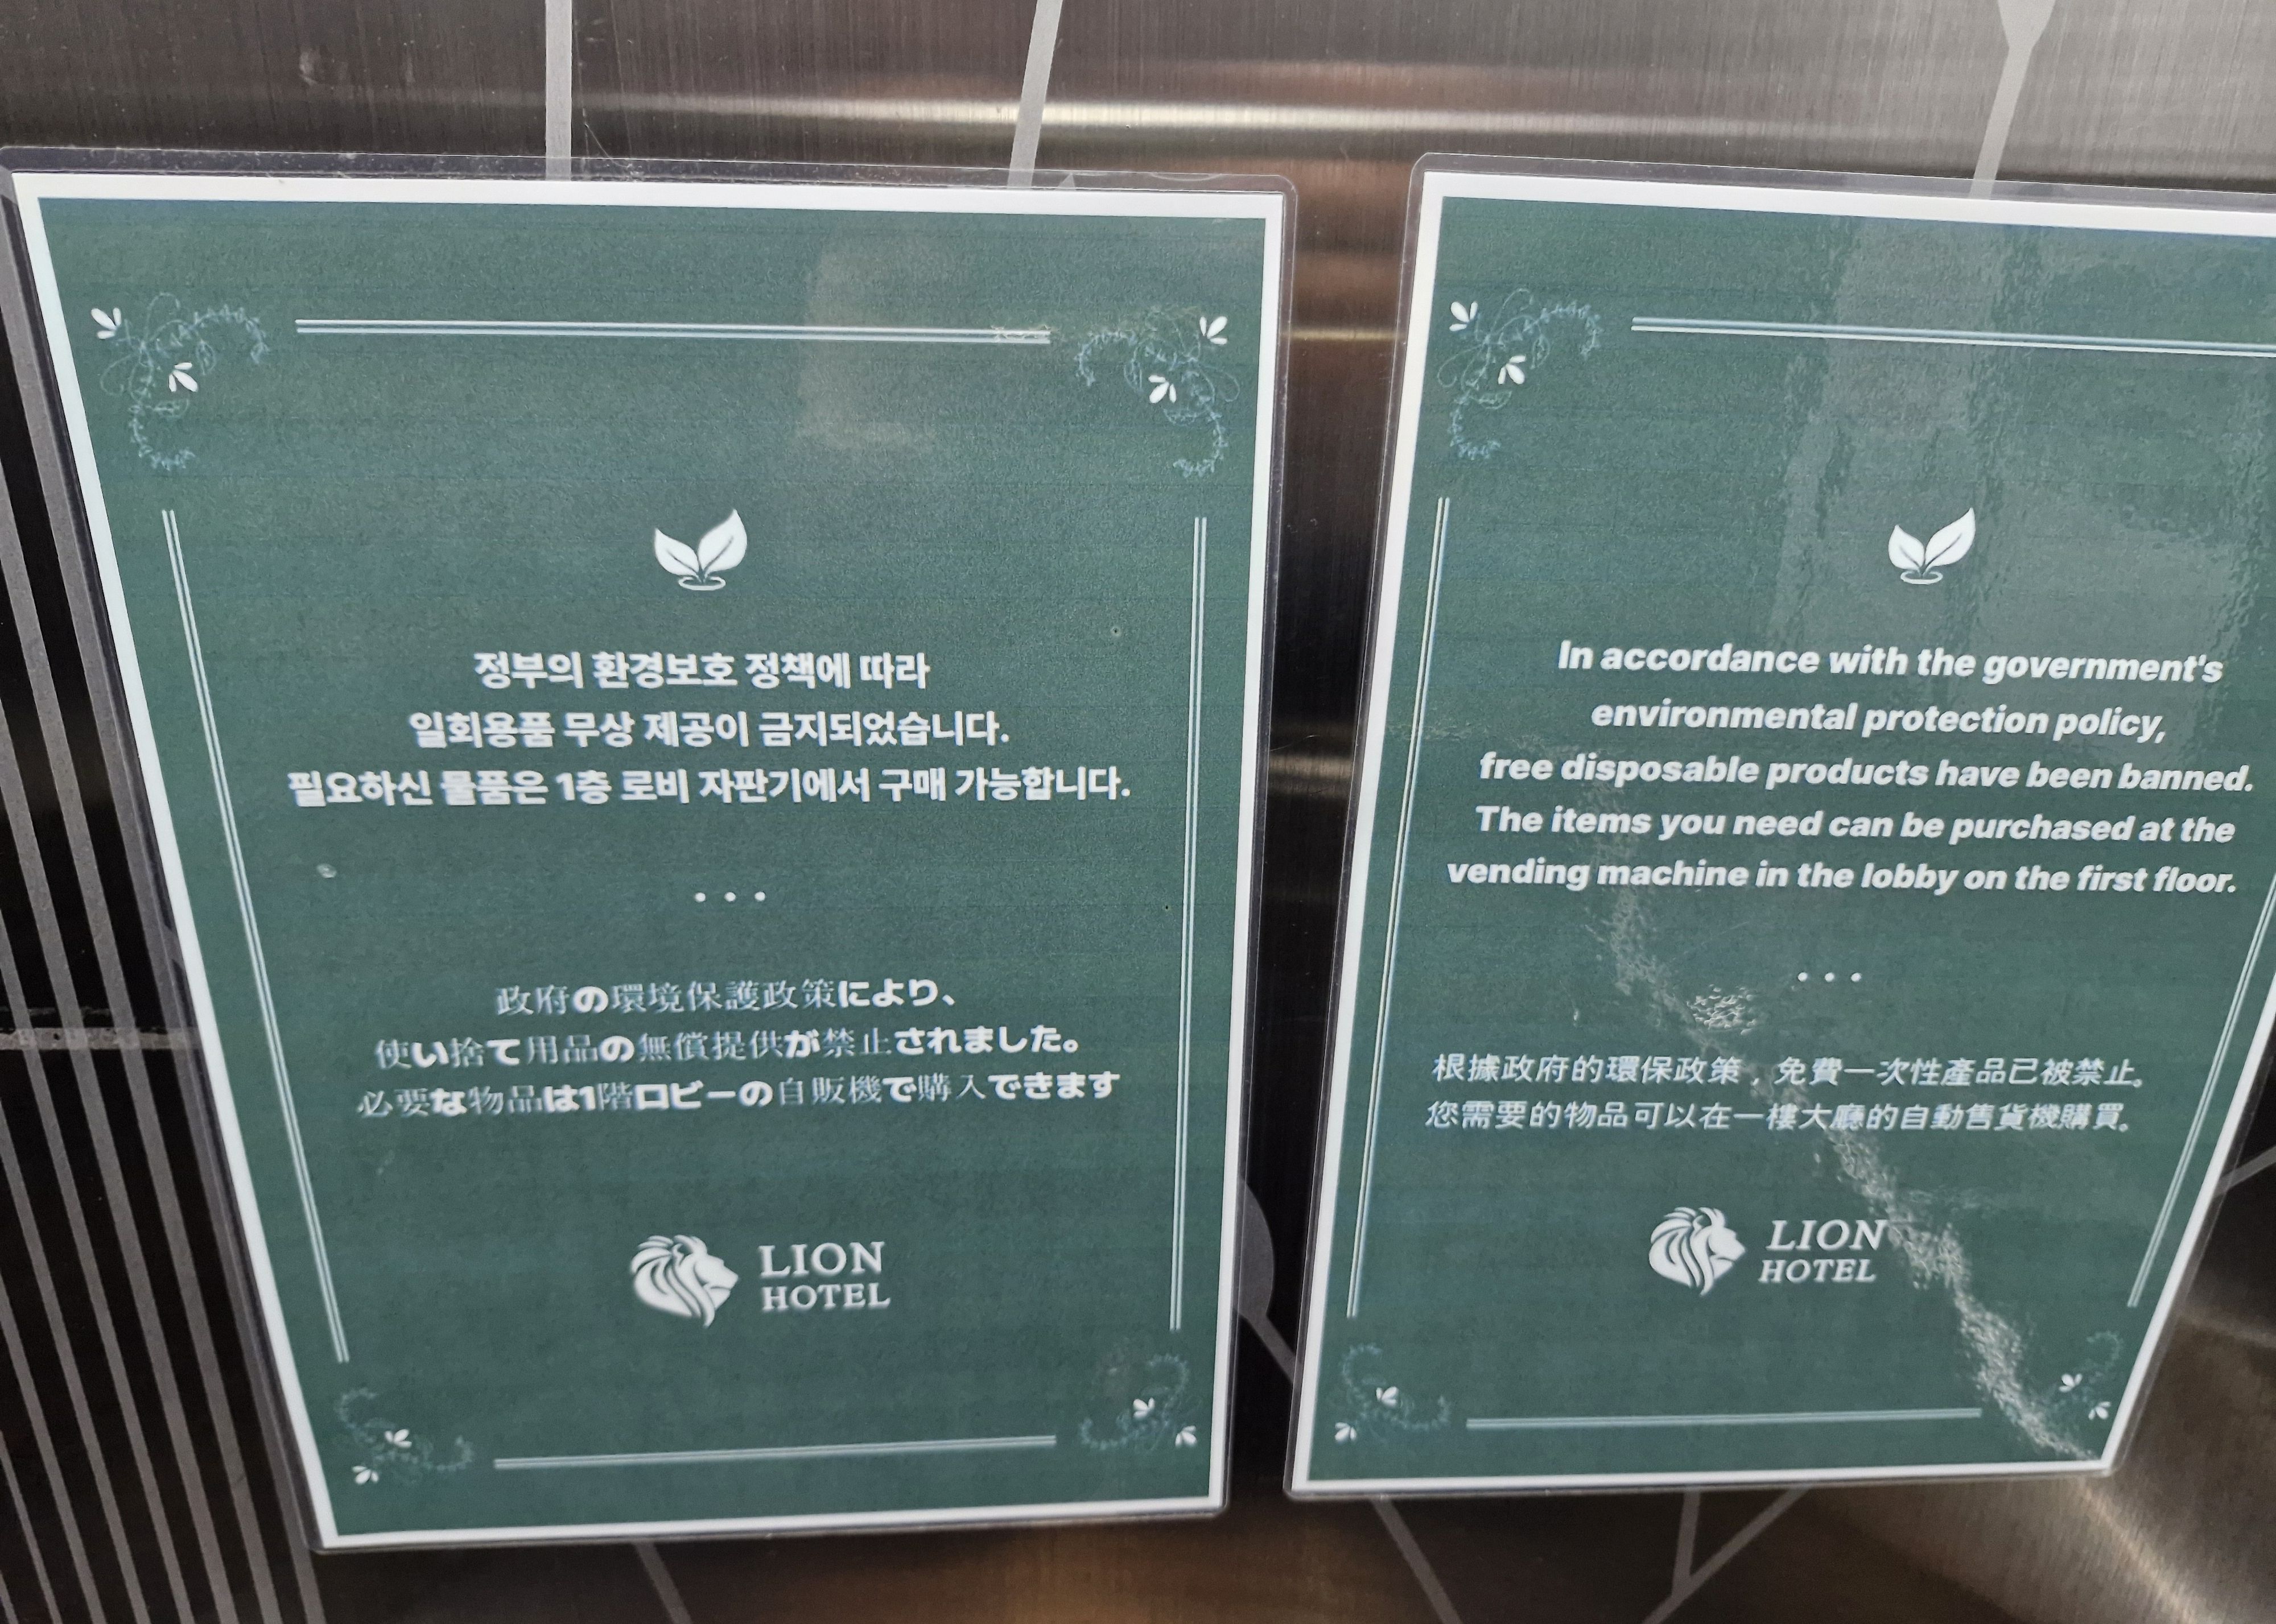 정부의 환경보호 정책에 따라
일회용품 무상 제공이 금지되었습니다.
필요하신 물품은 1층 로비 자판기에서 구매 가능합니다.
• • •
政府の環境保護政策により、
使い捨て用品の無償提供が禁止されました。
必要な物品は1階ロビーの自販機で購入できます
LION
HOTEL
In accordance with the government's
environmental protection policy,
free disposable products have been banned.
The items you need can be purchased at the
vending machine in the lobby on the first floor.
• • •
根據政府的環保政策，免費一次性產品已被禁止。
您需要的物品可以在一樓大廳的自動售貨機購買。
LION
HOTEL